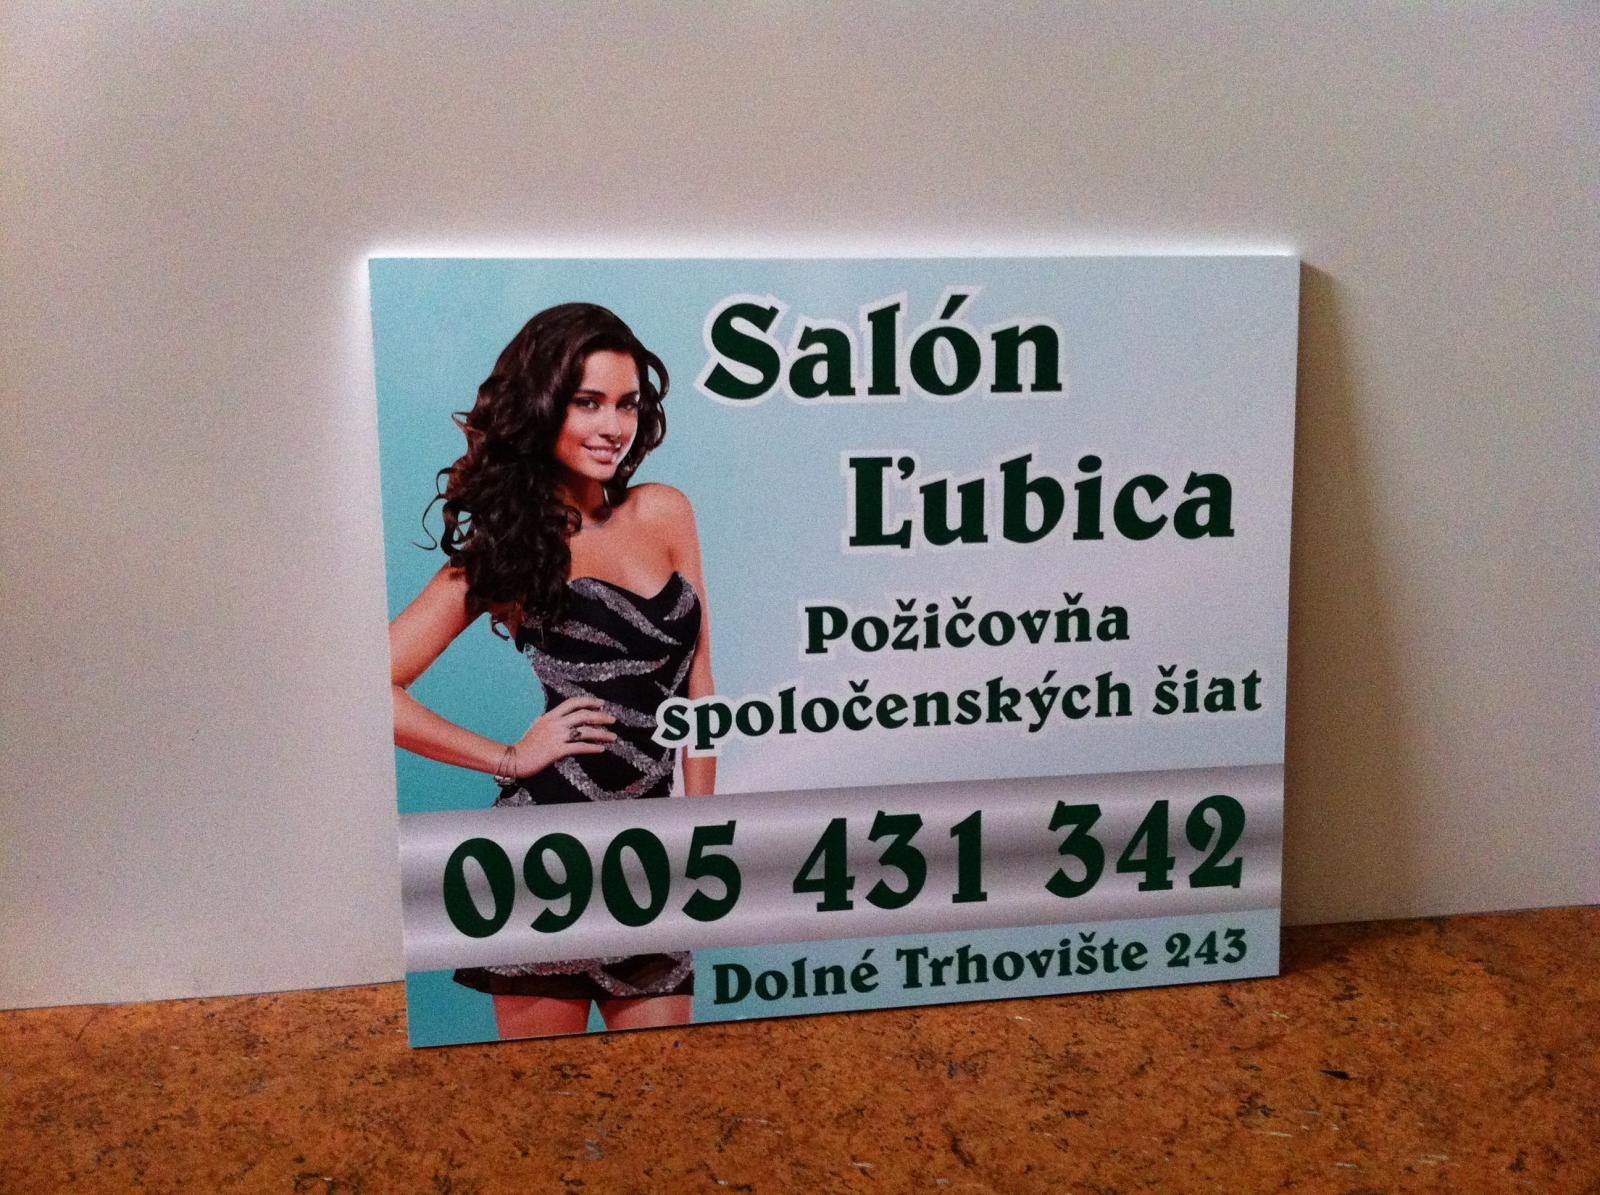 Salón
Ľubica
Požičovňa
spoločenských šiat
0905 431 342
Dolné Trhovište 243